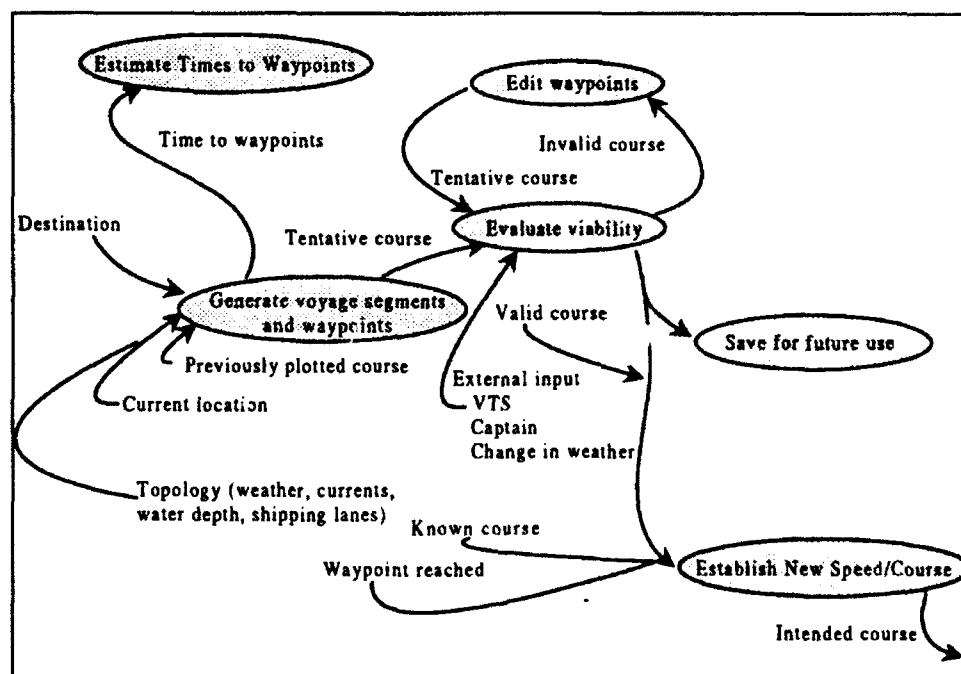 Estimate Times to Waypoints
Edit waypoints
Time to waypoints
Invalid course
Tentative course
Destination
Tentative course
Evaluate viability
Generate voyage segments
and waypoints
Valid course
Save for future use
Previously plotted course
External input
VTS
Captain
Change in weather
Current location
Topology (weather, currents,
water depth, shipping lanes)
Known course
Waypoint reached
Establish New Speed/Course
Intended course